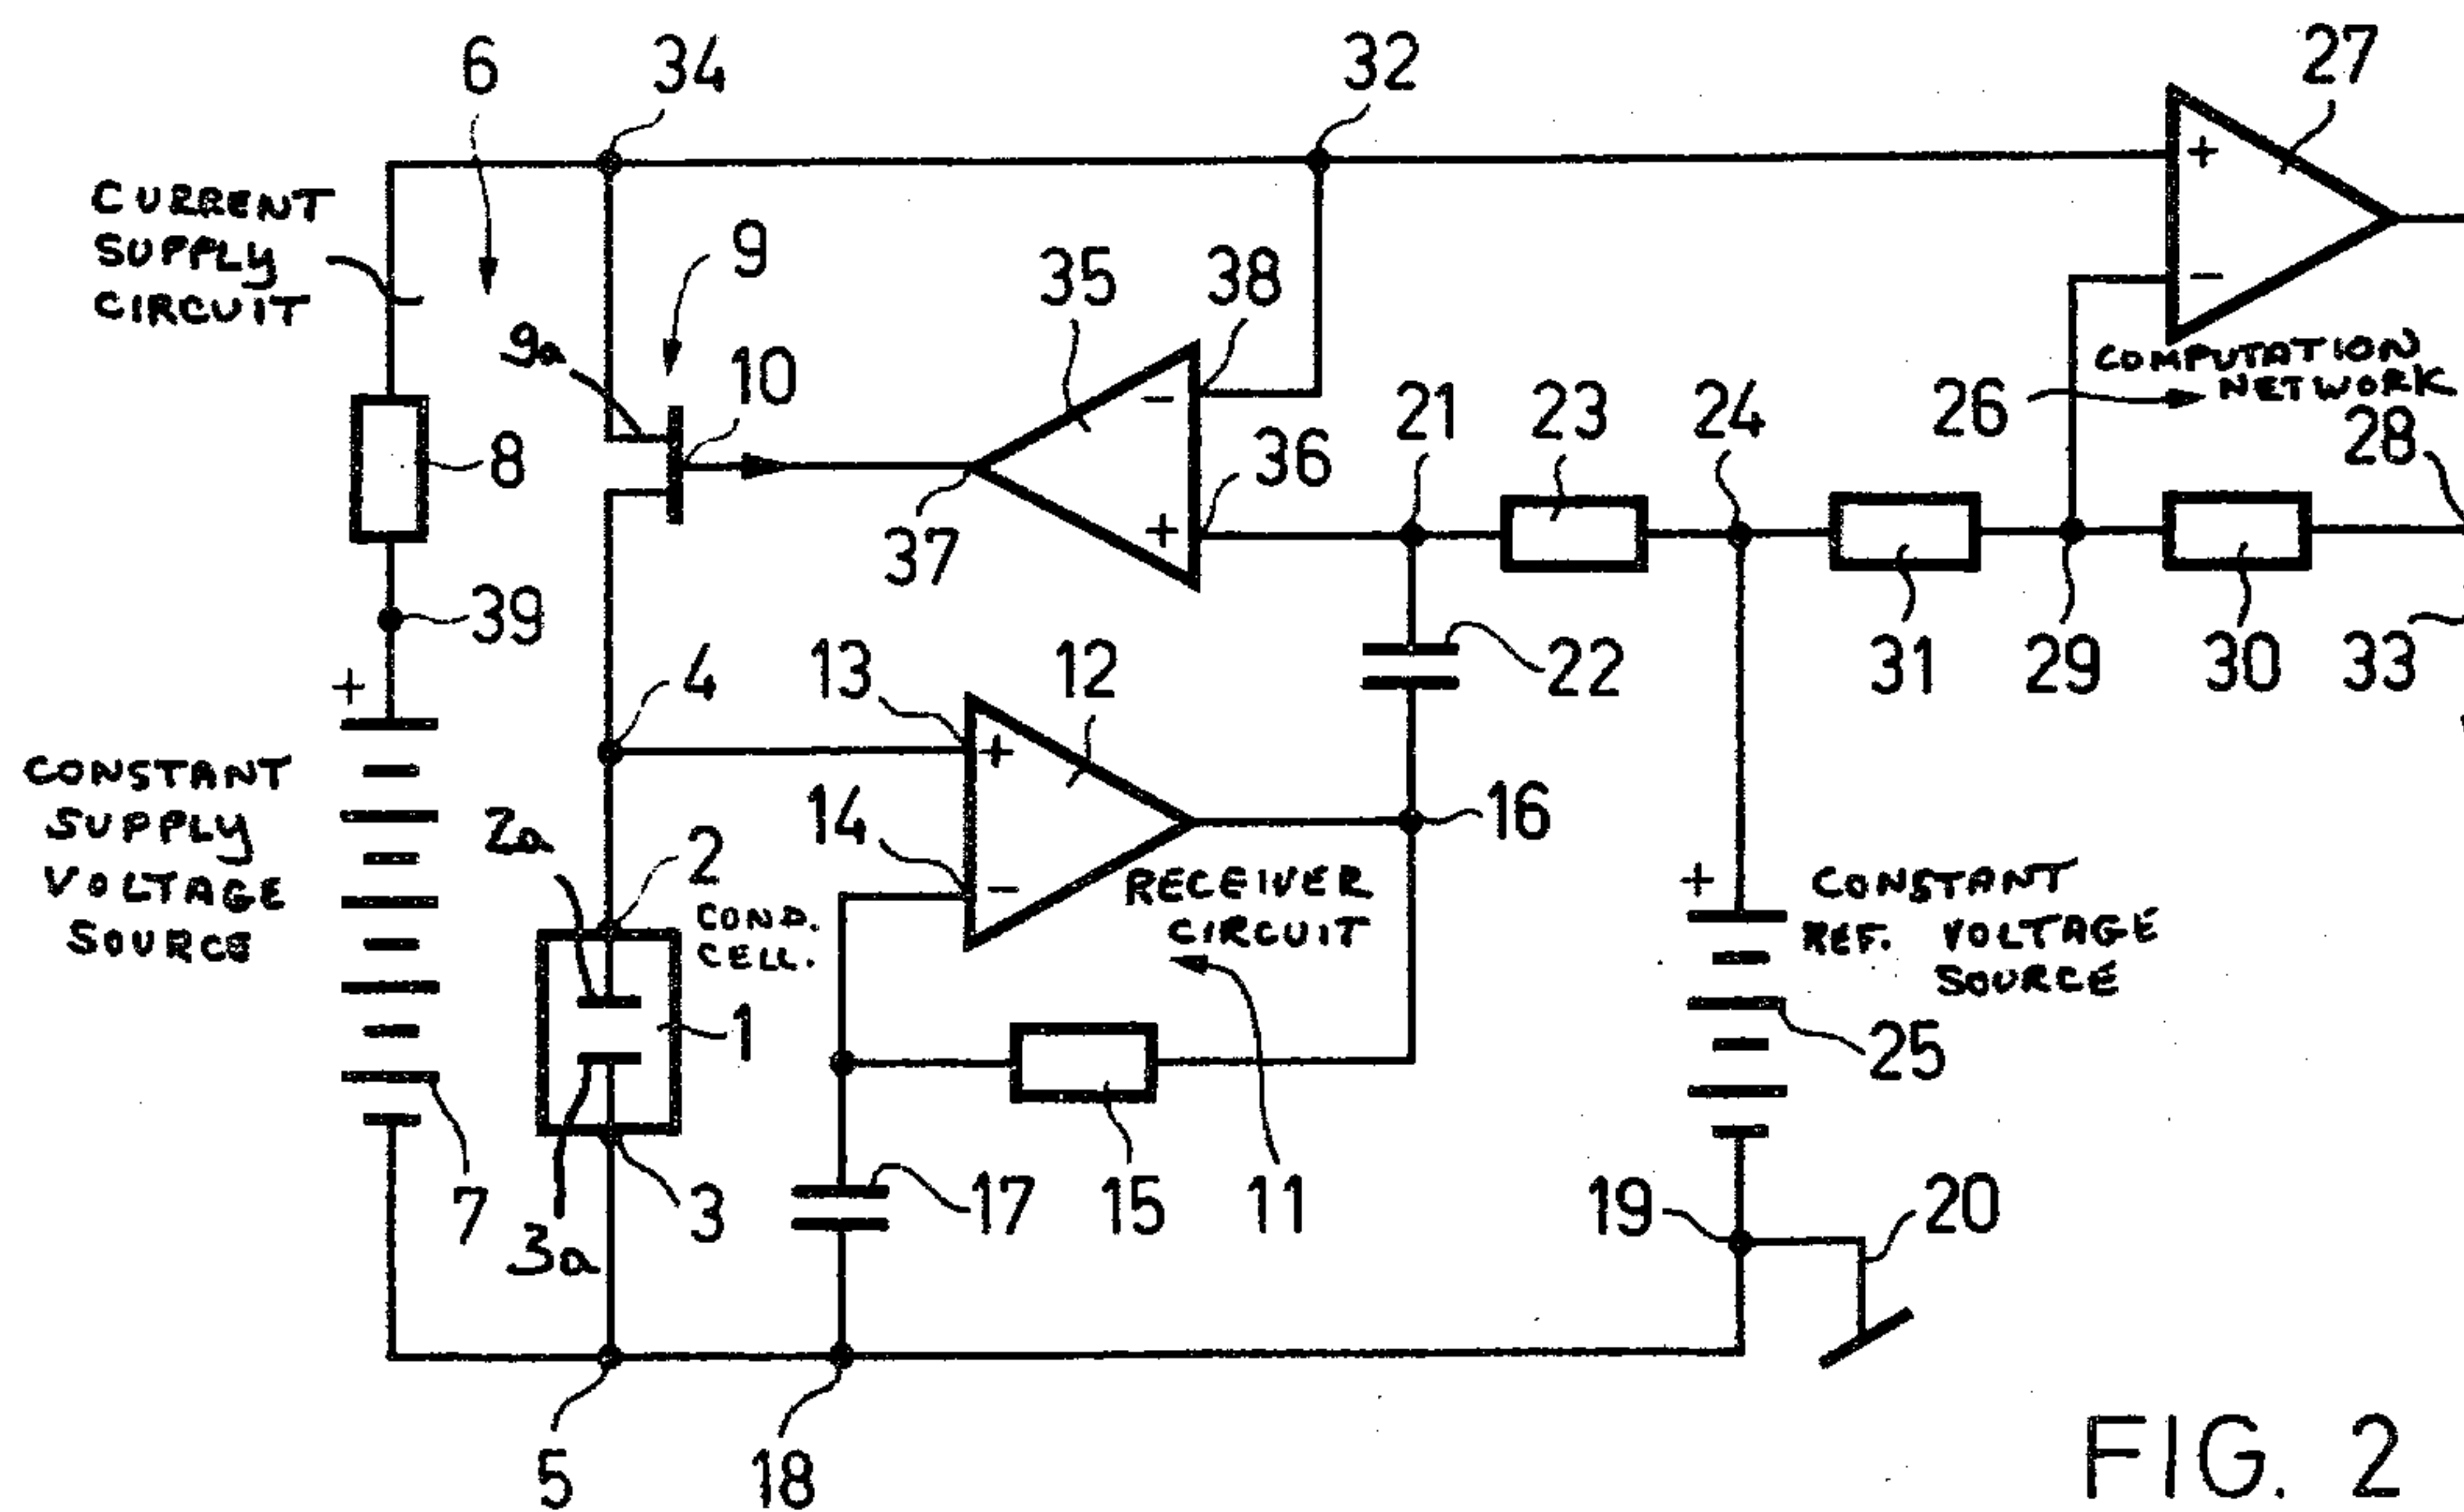 6
34
32
27
CURRENT
SUPPLY
CIRCUIT
9
35
38
9a
10
COMPUTATION
NETWORK
26
28
8
37
36
21
23
24
39
4
13
12
22
31
29
30
33
+
+
−
−
+
+
−
+
CONSTANT
SUPPLY
VOLTAGE
SOURCE
2a
2
COND.
CELL.
14
16
RECEIVER
CIRCUIT
+
CONSTANT
REF. VOLTAGE
SOURCE
1
25
7
3a
3
17
15
11
19
20
5
18
FIG. 2